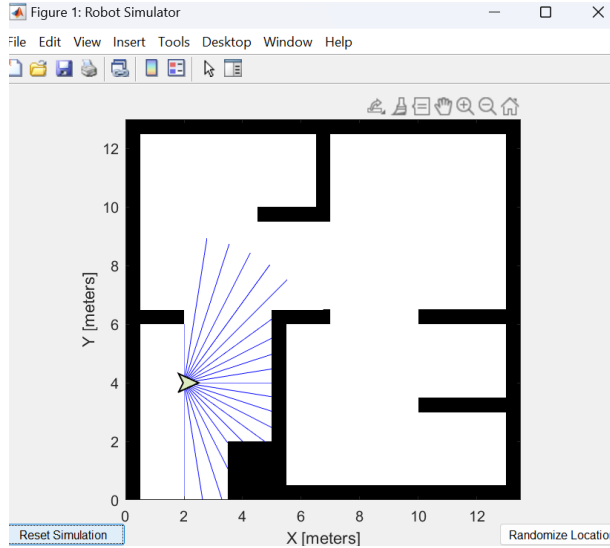 Figure 1: Robot Simulator
File Edit View Insert Tools Desktop Window Help
12
10
8
6
4
2
0
Y [meters]
0 2 4 6 8 10 12
X [meters]
Reset Simulation
Randomize Locatio